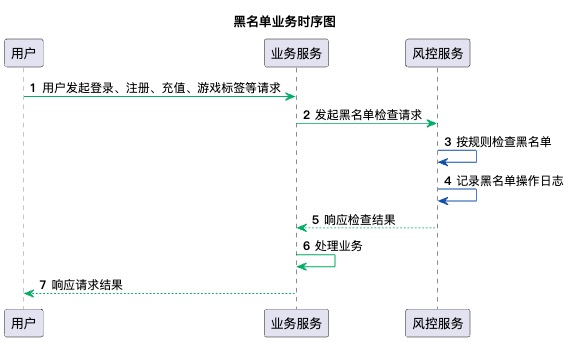 黑名单业务时序图
用户
业务服务
风控服务
1 用户发起登录、注册、充值、游戏标签等请求
2 发起黑名单检查请求
3 按规则检查黑名单
4 记录黑名单操作日志
5 响应检查结果
6 处理业务
7 响应请求结果
用户
业务服务
风控服务